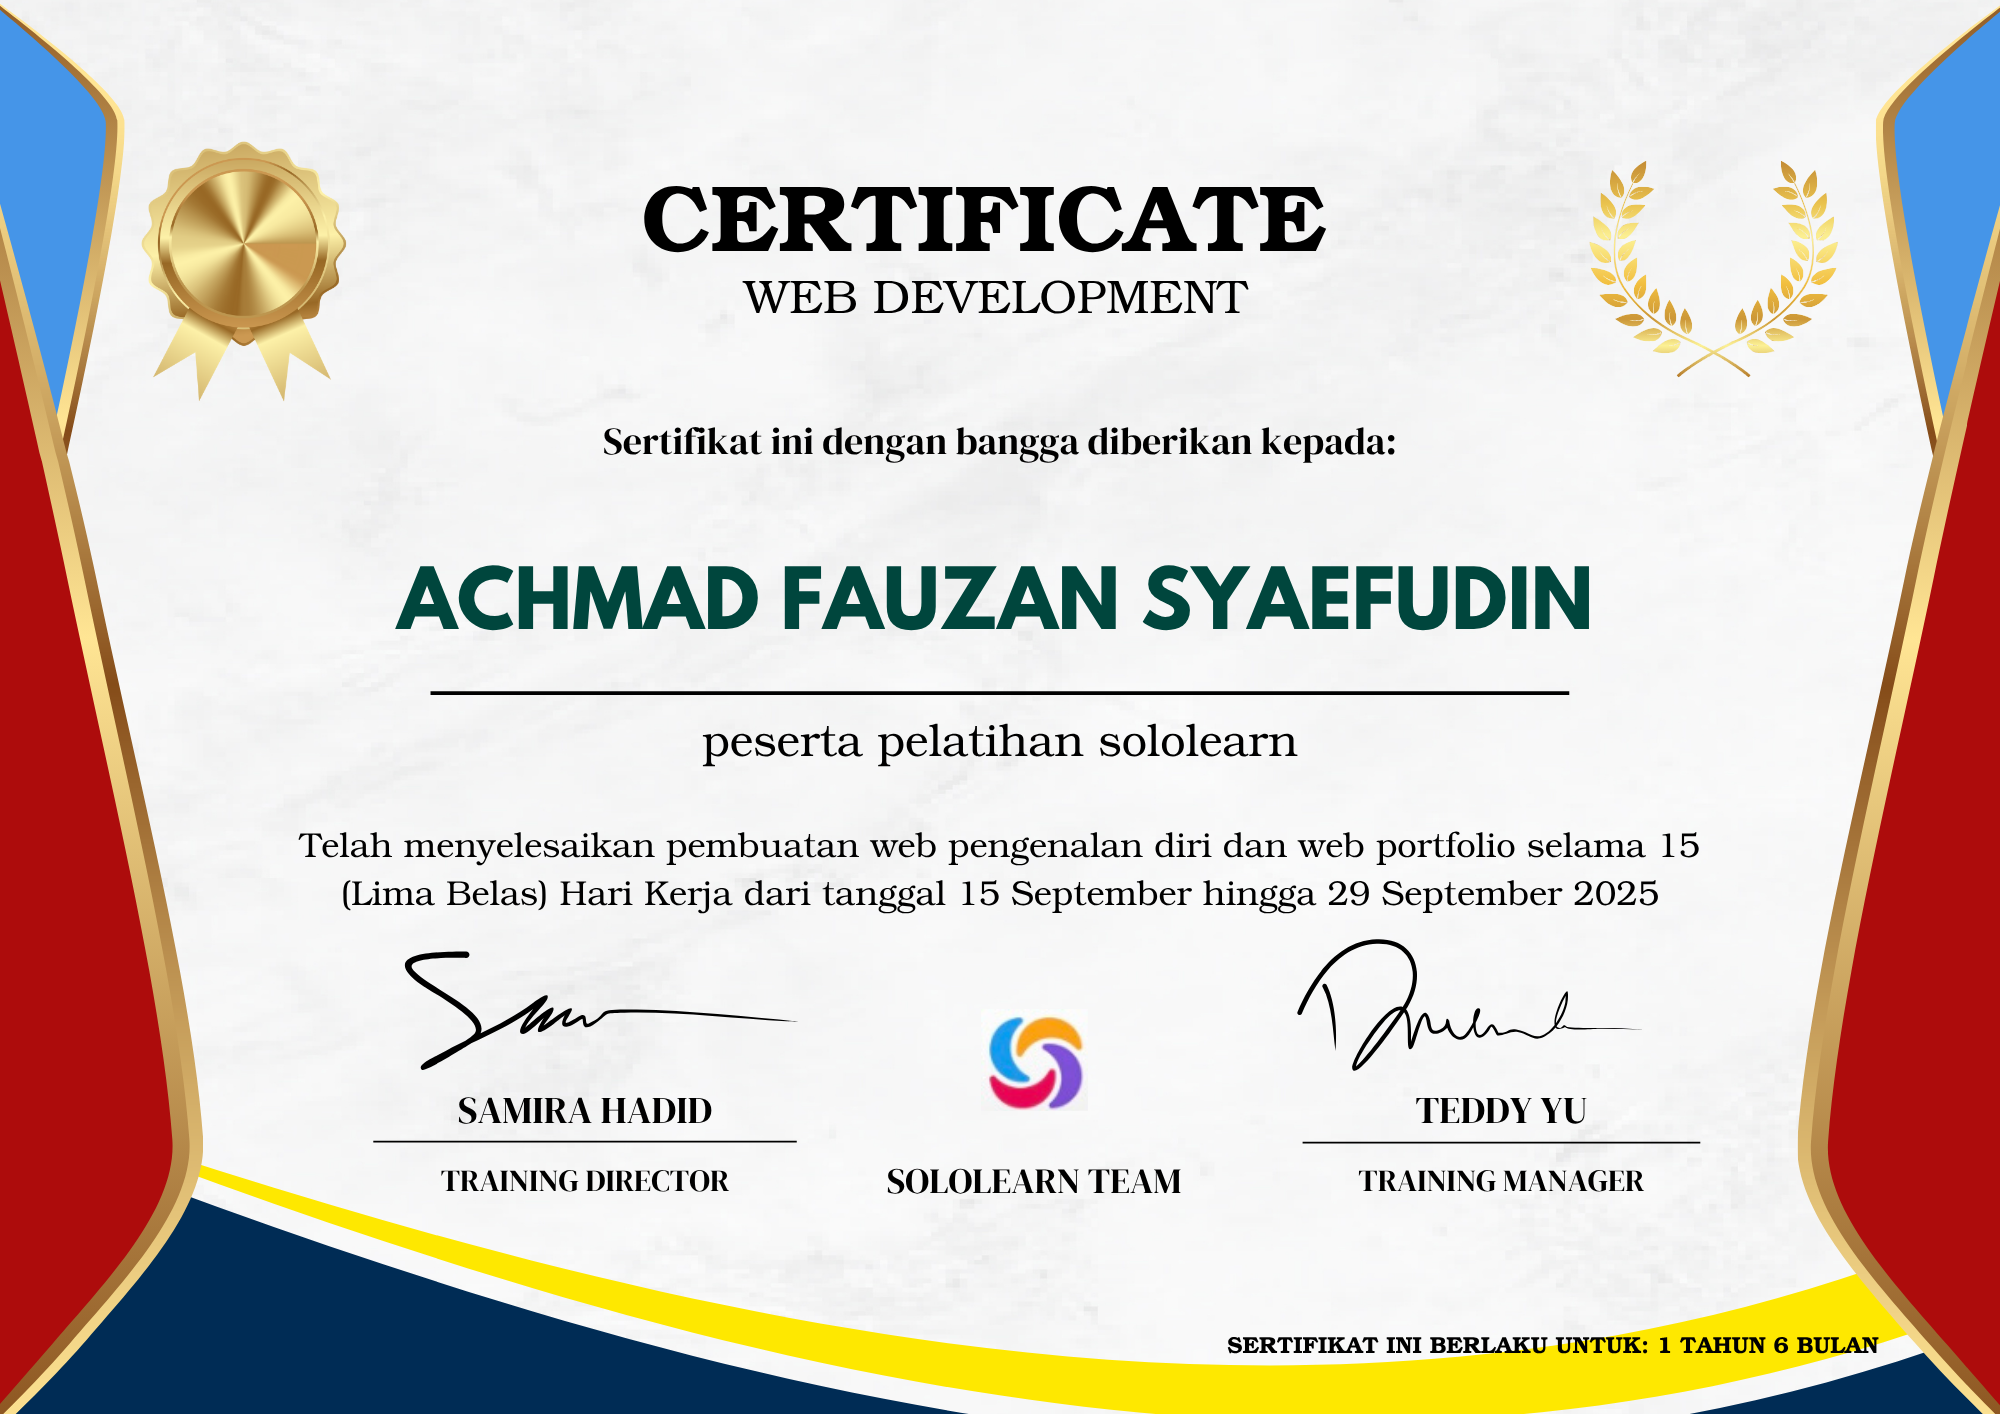 CERTIFICATE
WEB DEVELOPMENT
Sertifikat ini dengan bangga diberikan kepada:
ACHMAD FAUZAN SYAEFUDIN
peserta pelatihan sololearn
Telah menyelesaikan pembuatan web pengenalan diri dan web portfolio selama 15
(Lima Belas) Hari Kerja dari tanggal 15 September hingga 29 September 2025
SAMIRA HADID
TRAINING DIRECTOR
SOLOLEARN TEAM
TEDDY YU
TRAINING MANAGER
SERTIFIKAT INI BERLAKU UNTUK: 1 TAHUN 6 BULAN